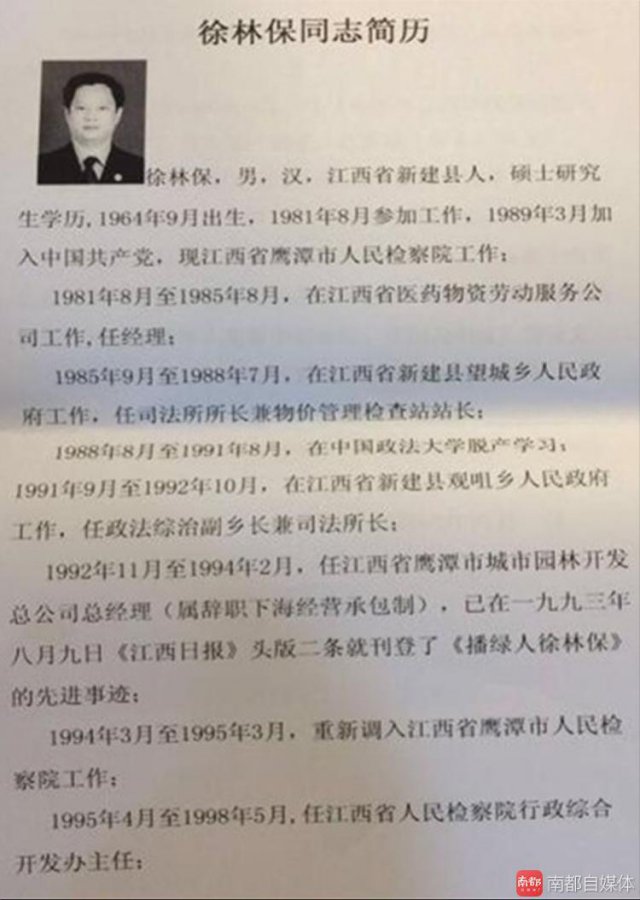 徐林保同志简历
徐林保，男，汉，江西省新建县人，硕士研究
生学历,1964年9月出生，1981年8月参加工作，1989年3月加
入中国共产党，现江西省鹰潭市人民检察院工作；
1981年8月至1985年8月，在江西省医药物资劳动服务公
司工作,任经理；
1985年9月至1988年7月，在江西省新建县望城乡人民政
府工作，任司法所所长兼物价管理检查站站长；
1988年8月至1991年8月，在中国政法大学脱产学习；
1991年9月至1992年10月，在江西省新建县观咀乡人民政府
工作，任政法综治副乡长兼司法所长；
1992年11月至1994年2月，任江西省鹰潭市城市园林开发
总公司总经理（属辞职下海经营承包制），已在一九九三年
八月九日《江西日报》头版二条就刊登了《播绿人徐林保》
的先进事迹；
1994年3月至1995年3月，重新调入江西省鹰潭市人民检
察院工作；
1995年4月至1998年5月,任江西省人民检察院行政综合
开发办主任；
南都 南都自媒体